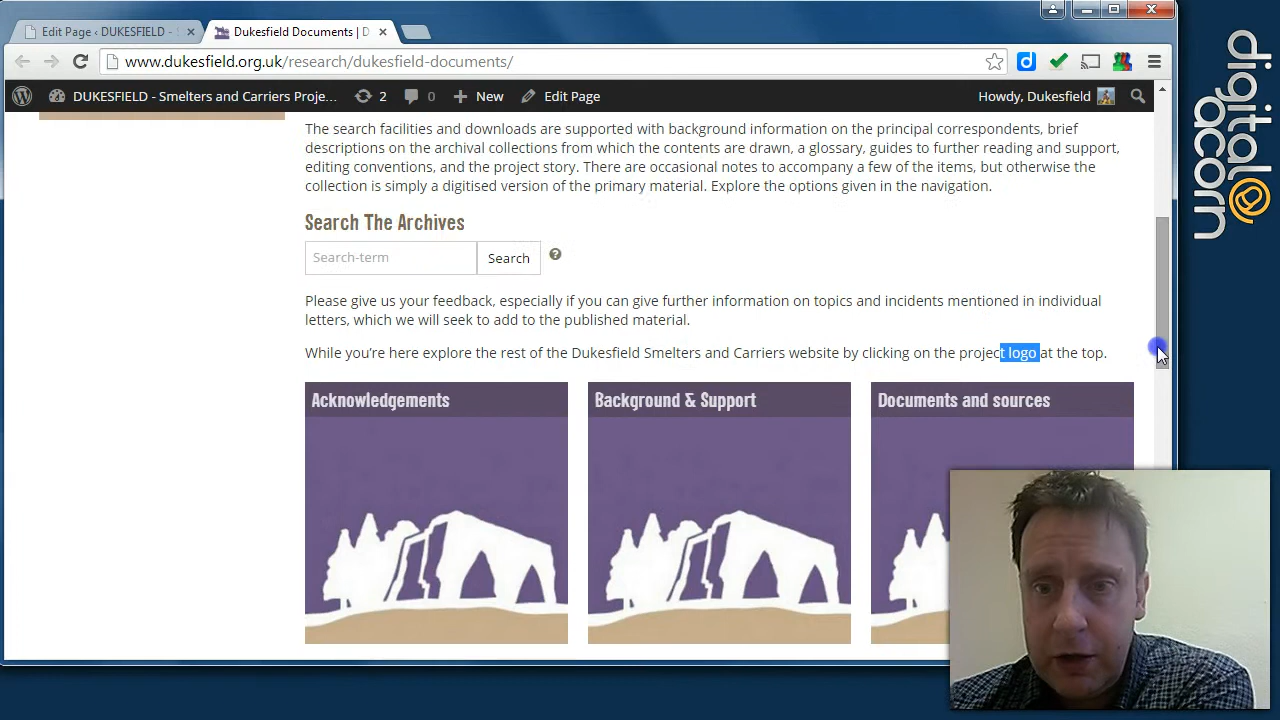 Edit Page ‹ DUKESFIELD -
Dukesfield Documents | D
www.dukesfield.org.uk/research/dukesfield-documents/
DUKESFIELD - Smelters and Carriers Proje...
2
0
New
Edit Page
Howdy, Dukesfield
The search facilities and downloads are supported with background information on the principal correspondents, brief
descriptions on the archival collections from which the contents are drawn, a glossary, guides to further reading and support,
editing conventions, and the project story. There are occasional notes to accompany a few of the items, but otherwise the
collection is simply a digitised version of the primary material. Explore the options given in the navigation.
Search The Archives
Search-term
Search
?
Please give us your feedback, especially if you can give further information on topics and incidents mentioned in individual
letters, which we will seek to add to the published material.
While you're here explore the rest of the Dukesfield Smelters and Carriers website by clicking on the project logo at the top.
Acknowledgements
Background & Support
Documents and sources
digital@
acorn